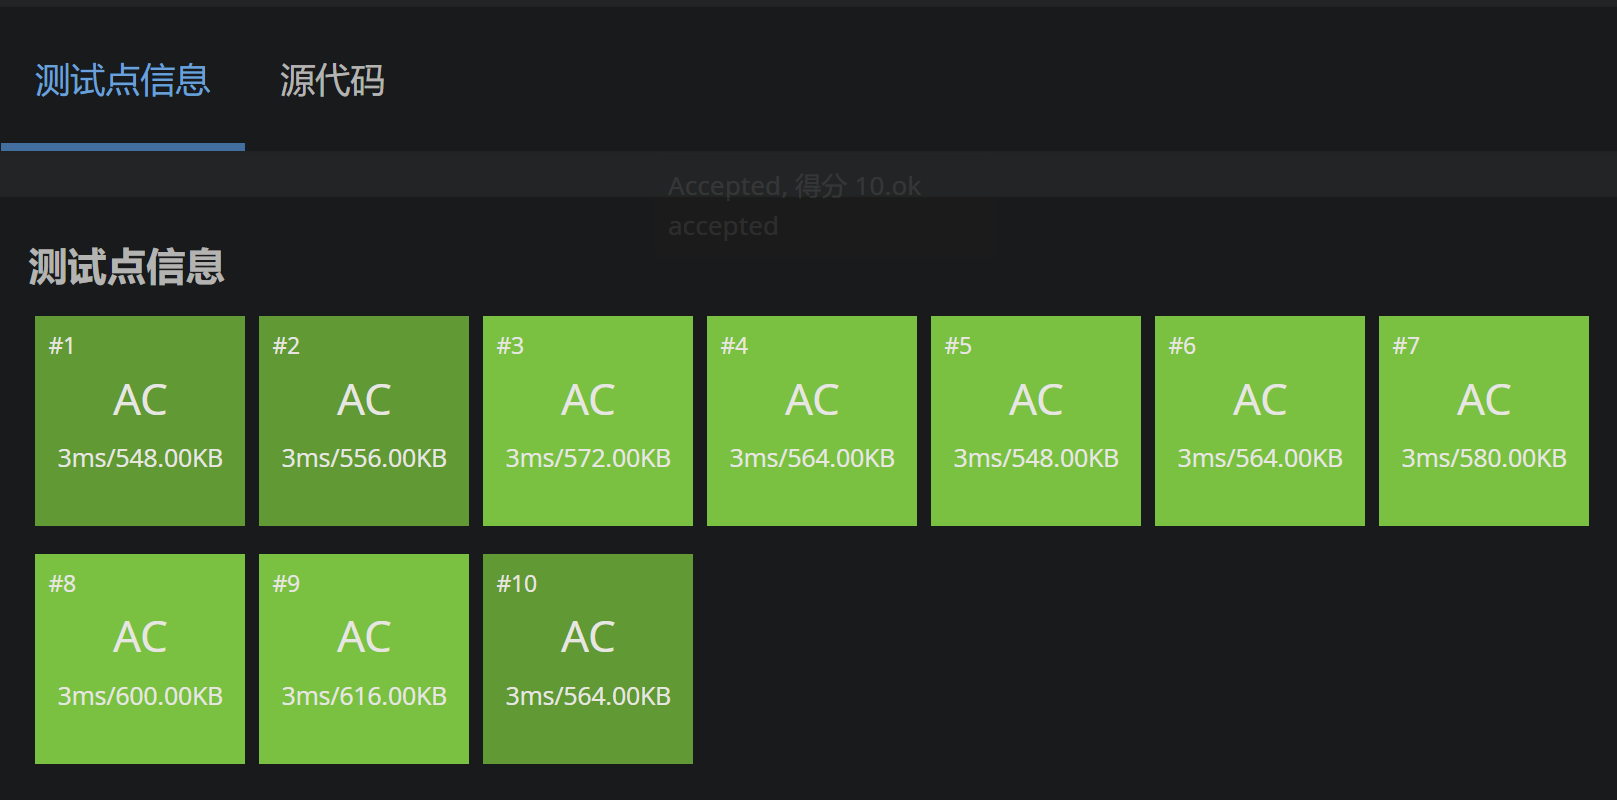 测试点信息 源代码
Accepted, 得分 10.ok
accepted
测试点信息
#1 #2 #3 #4 #5 #6 #7
AC AC AC AC AC AC AC
3ms/548.00KB 3ms/556.00KB 3ms/572.00KB 3ms/564.00KB 3ms/548.00KB 3ms/564.00KB 3ms/580.00KB
#8 #9 #10
AC AC AC
3ms/600.00KB 3ms/616.00KB 3ms/564.00KB